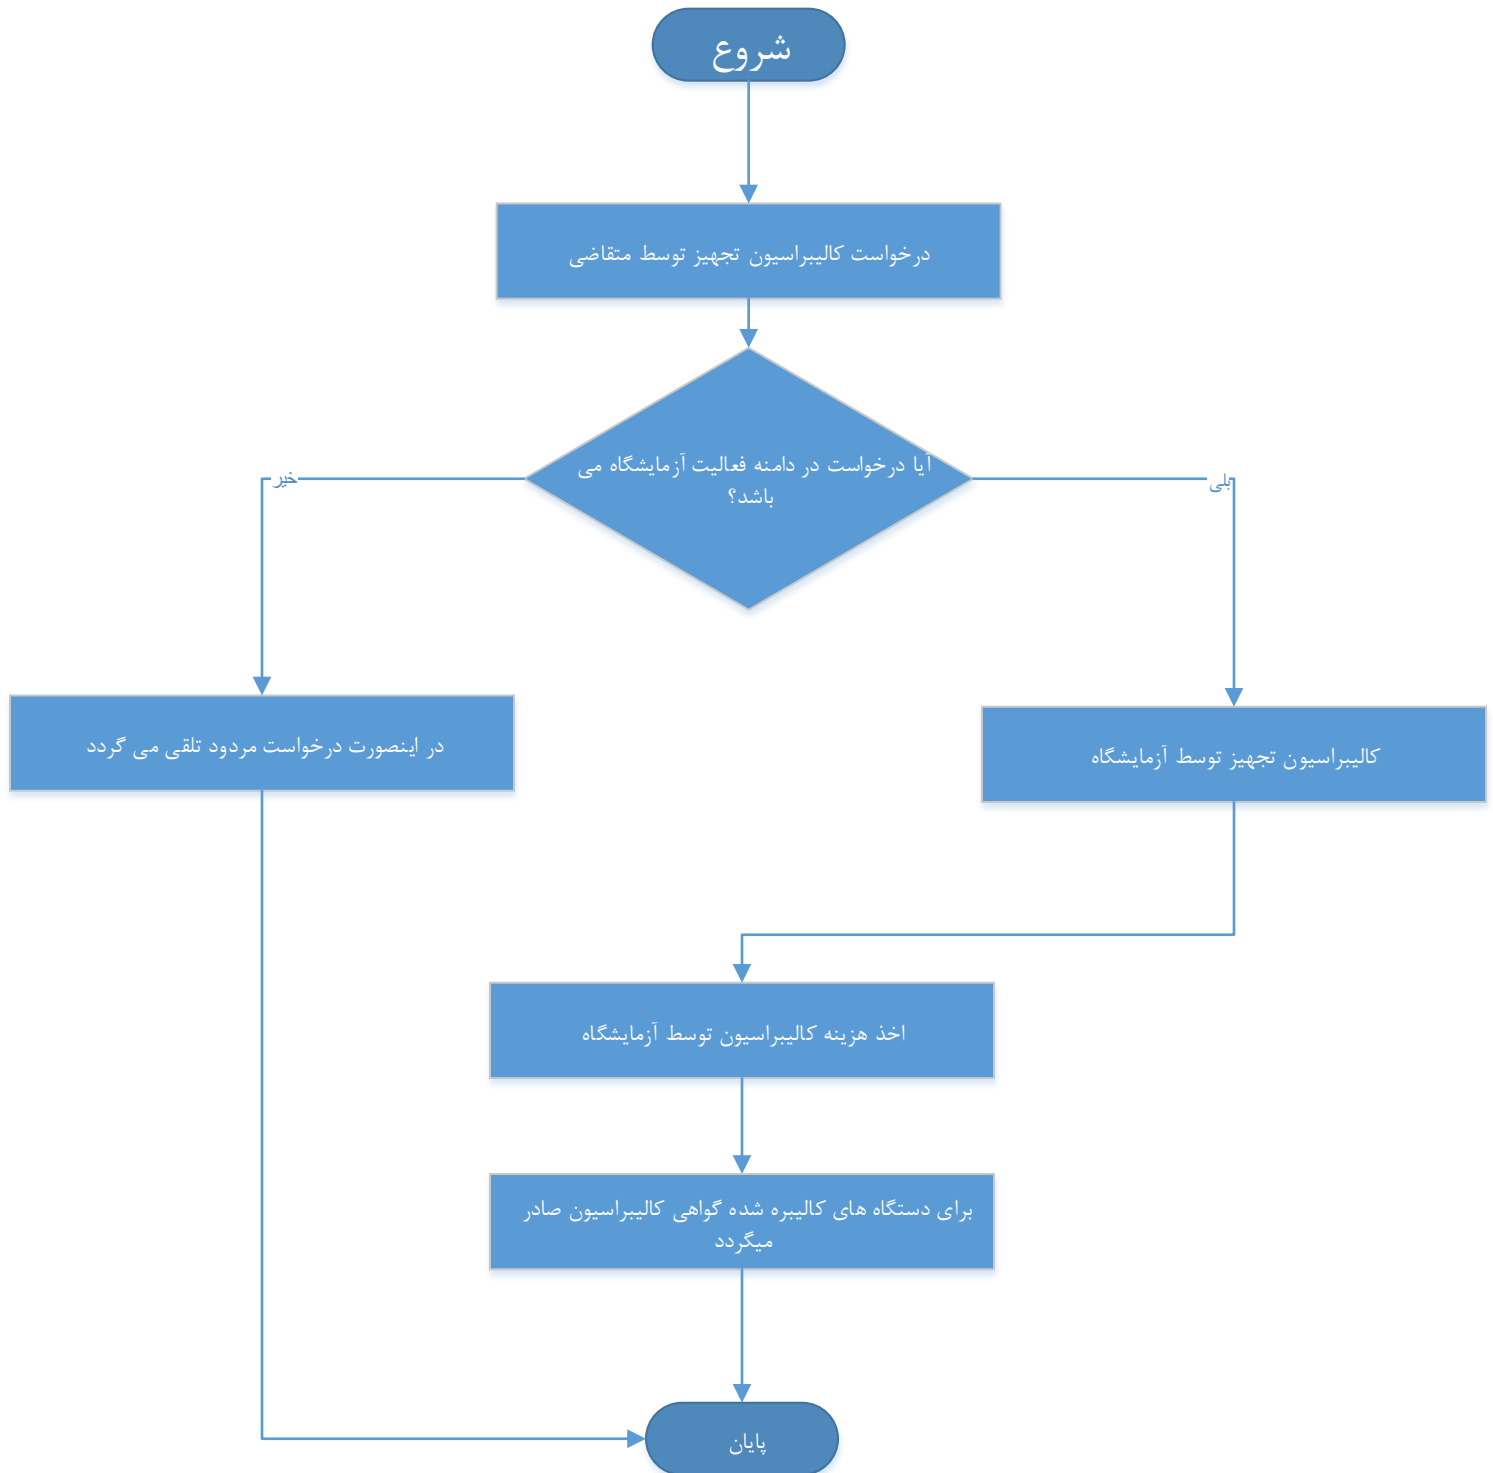 شروع
درخواست کالیبراسیون تجهیز توسط متقاضی
آیا درخواست در دامنه فعالیت آزمایشگاه می
باشد؟
بلی
خیر
کالیبراسیون تجهیز توسط آزمایشگاه
در اینصورت درخواست مردود تلقی می گردد
اخذ هزینه کالیبراسیون توسط آزمایشگاه
برای دستگاه های کالیبره شده گواهی کالیبراسیون صادر
میگردد
پایان